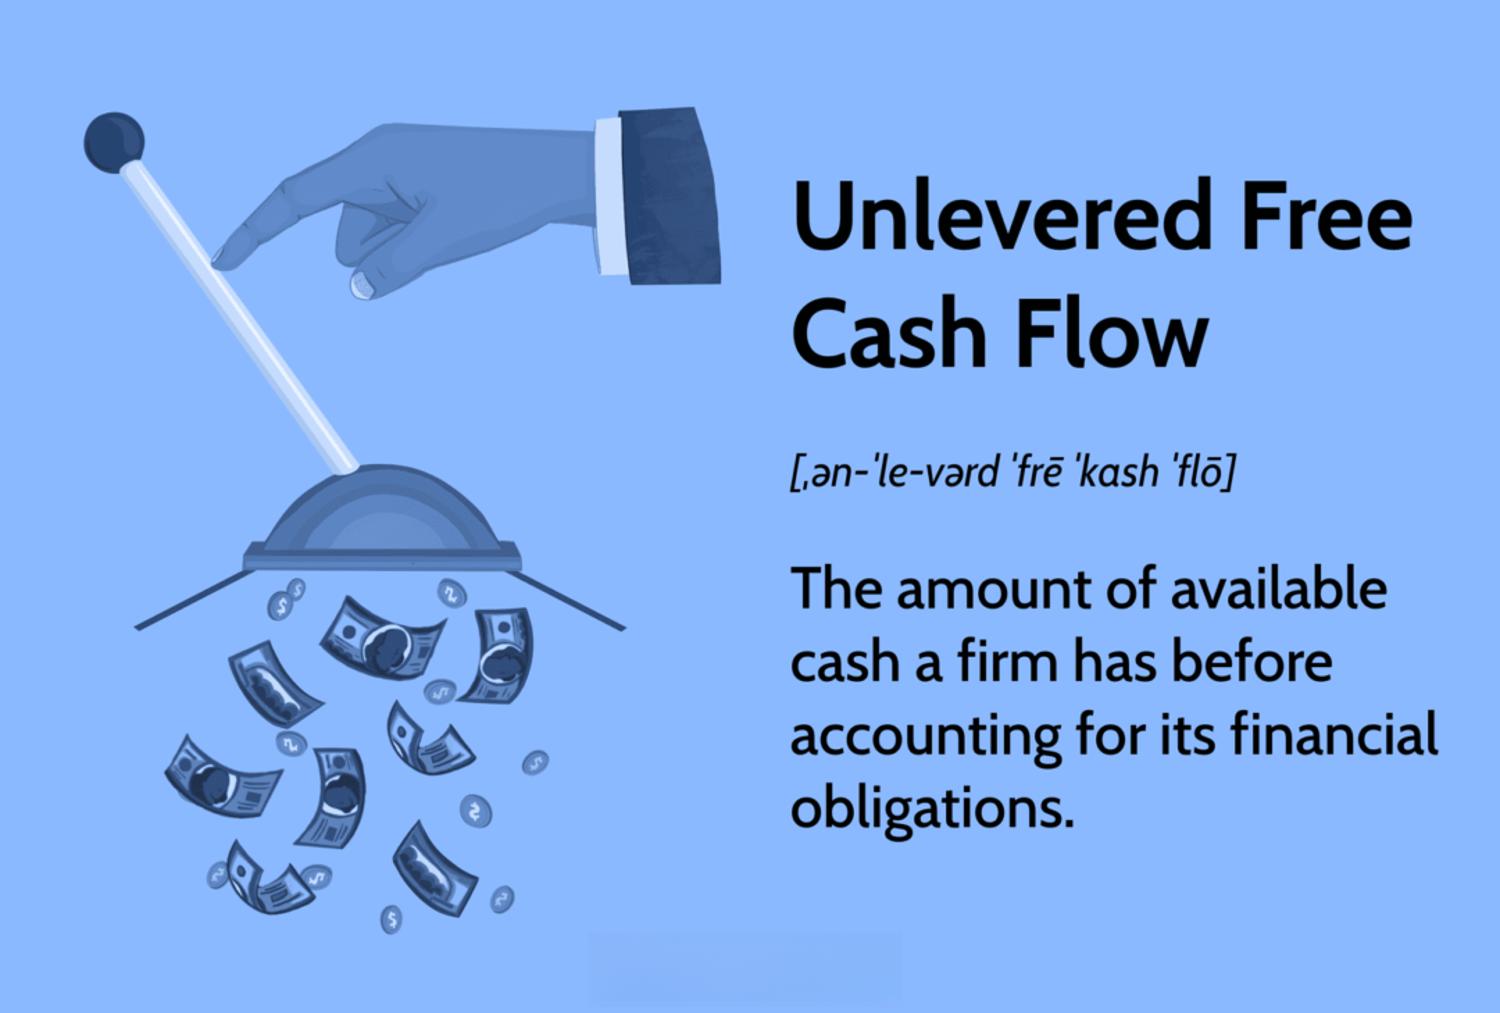 Unlevered Free
Cash Flow
[ˌən-ˈle-vərd ˈfrē ˈkash ˈflō]
The amount of available
cash a firm has before
accounting for its financial
obligations.